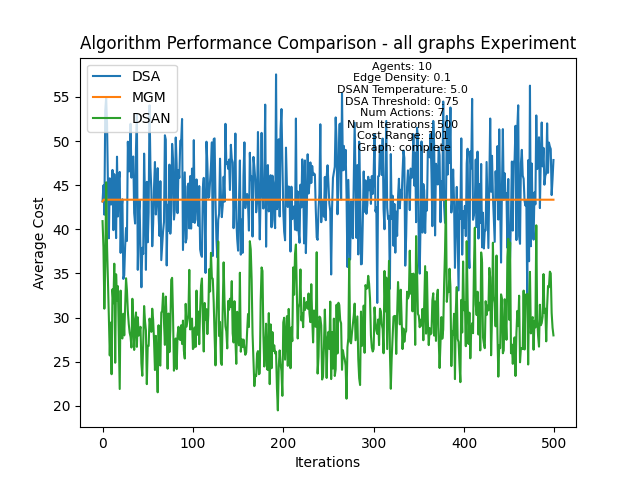 Algorithm Performance Comparison - all graphs Experiment
DSA
MGM
DSAN
Agents: 10
Edge Density: 0.1
DSAN Temperature: 5.0
DSA Threshold: 0.75
Num Actions: 7
Num Iterations: 500
Cost Range: 101
Graph: complete
Average Cost
55
50
45
40
35
30
25
20
0 100 200 300 400 500
Iterations